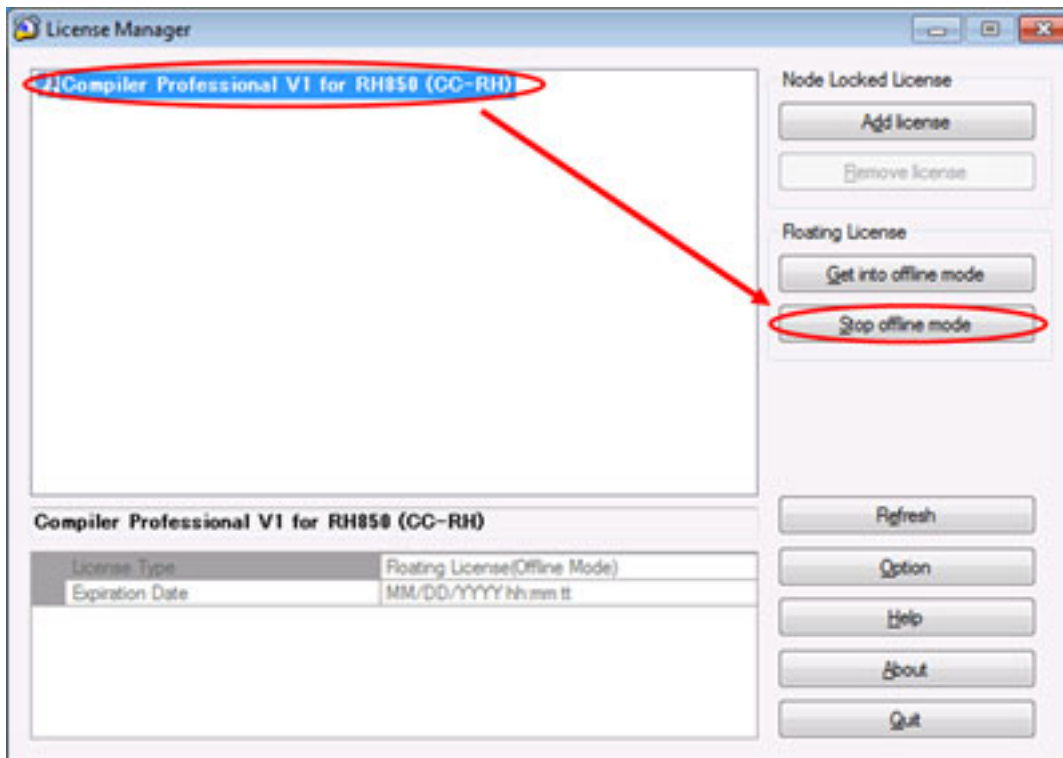 License Manager
Compiler Professional V1 for RH850 (CC-RH)
Node Locked License
Add license
Remove license
Floating License
Get into offline mode
Stop offline mode
Compiler Professional V1 for RH850 (CC-RH)
License Type Floating License(Offline Mode)
Expiration Date MM/DD/YYYY hh:mm tt
Refresh
Option
Help
About
Quit